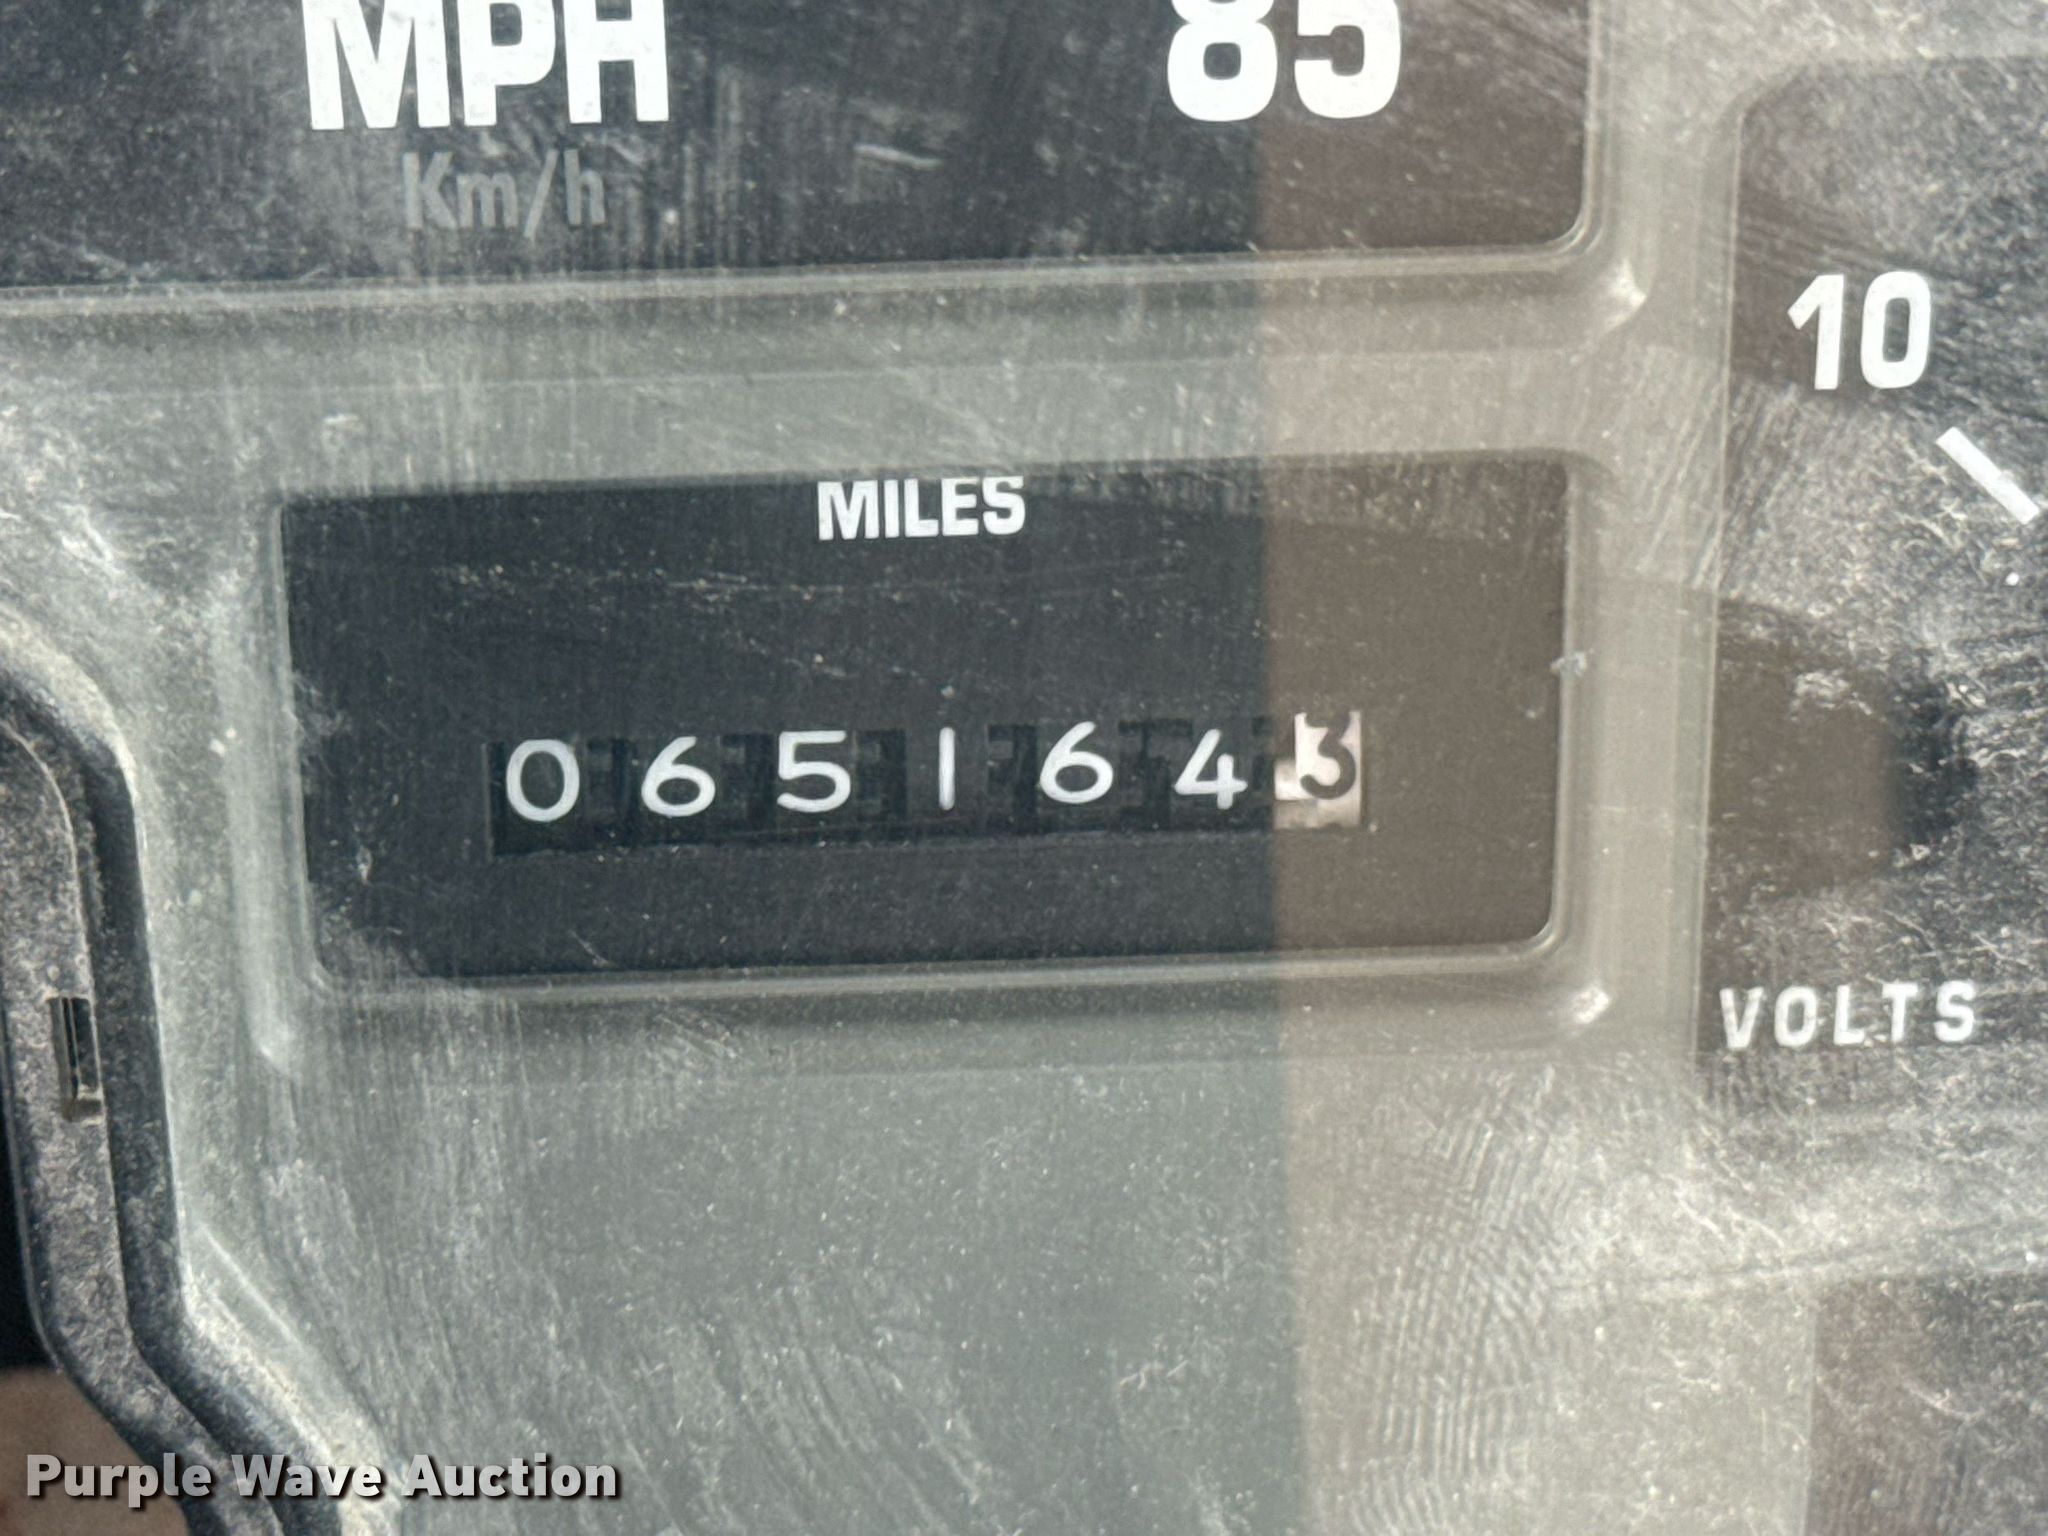 MPH 85
Km/h
10
MILES
0651643
VOLTS
Purple Wave Auction